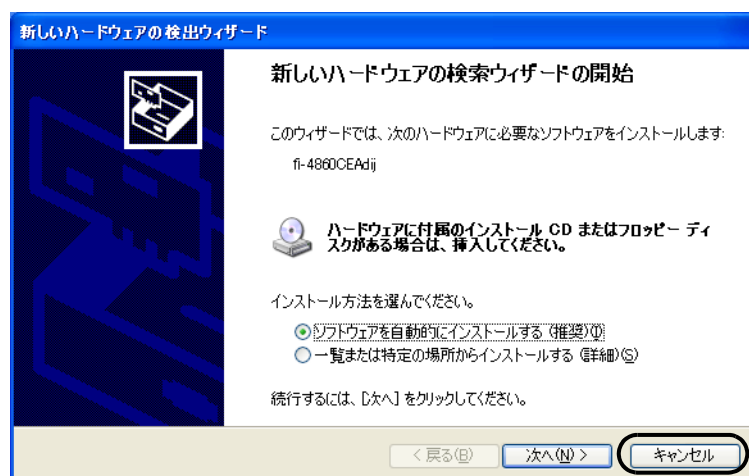 新しいハードウェアの検出ウィザード
新しいハードウェアの検索ウィザードの開始
このウィザードでは、次のハードウェアに必要なソフトウェアをインストールします:
fi-4860CEAdij
ハードウェアに付属のインストール CD またはフロッピー ディ
スクがある場合は、挿入してください。
インストール方法を選んでください。
ソフトウェアを自動的にインストールする (推奨)(I)
一覧または特定の場所からインストールする (詳細)(S)
続行するには、[次へ] をクリックしてください。
< 戻る(B)
次へ(N) >
キャンセル